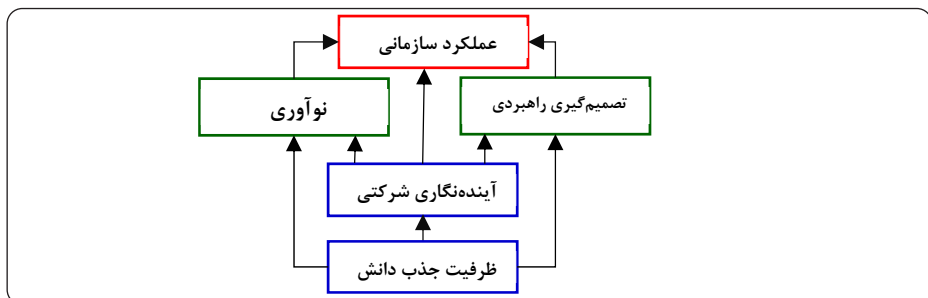 عملکرد سازمانی
تصمیم‌گیری راهبردی
نوآوری
آینده‌نگاری شرکتی
ظرفیت جذب دانش